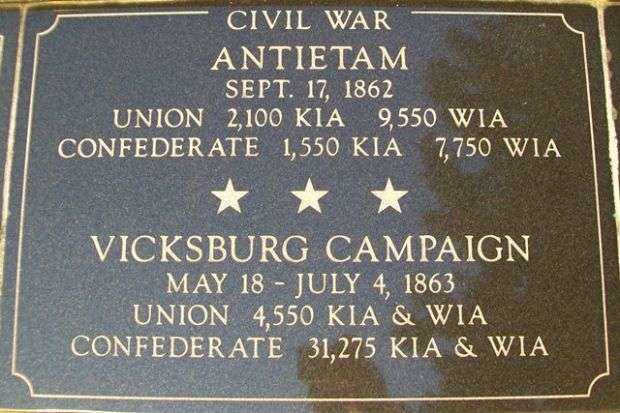 CIVIL WAR
ANTIETAM
SEPT. 17, 1862
UNION 2,100 KIA 9,550 WIA
CONFEDERATE 1,550 KIA 7,750 WIA
VICKSBURG CAMPAIGN
MAY 18 - JULY 4, 1863
UNION 4,550 KIA & WIA
CONFEDERATE 31,275 KIA & WIA